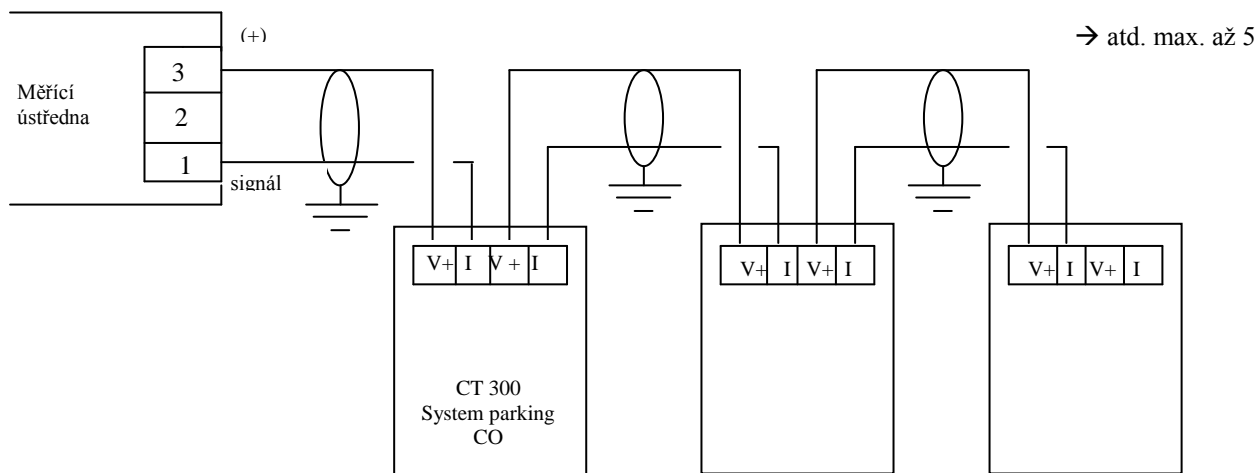 (+)
→ atd. max. až 5
Měřící
ústředna
3
2
1
signál
V+ I V + I
V+ I V+ I
V+ I V+ I
CT 300
System parking
CO